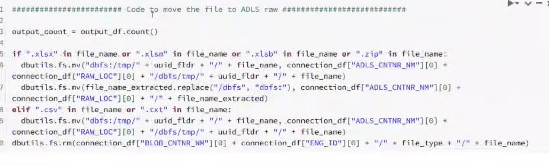 ######################## Code to move the file to ADLS raw ###########################
output_count = output_df.count()
if ".xlsx" in file_name or ".xlsm" in file_name or ".xlsb" in file_name or ".zip" in file_name:
dbutils.fs.mv("dbfs:/tmp/" + uuid_fldr + "/" + file_name, connection_df["ADLS_CNTNR_NM"][0] +
connection_df["RAW_LOC"][0] + "/dbfs/tmp/" + uuid_fldr + "/" + file_name)
dbutils.fs.mv(file_name_extracted.replace("/dbfs", "dbfs:"), connection_df["ADLS_CNTNR_NM"][0] +
connection_df["RAW_LOC"][0] + "/" + file_name_extracted)
elif ".csv" in file_name or ".txt" in file_name:
dbutils.fs.mv("dbfs:/tmp/" + uuid_fldr + "/" + file_name, connection_df["ADLS_CNTNR_NM"][0] +
connection_df["RAW_LOC"][0] + "/dbfs/tmp/" + uuid_fldr + "/" + file_name)
dbutils.fs.rm(connection_df["BLOB_CNTNR_NM"][0] + connection_df["ENG_ID"][0] + "/" + file_type + "/" + file_name)